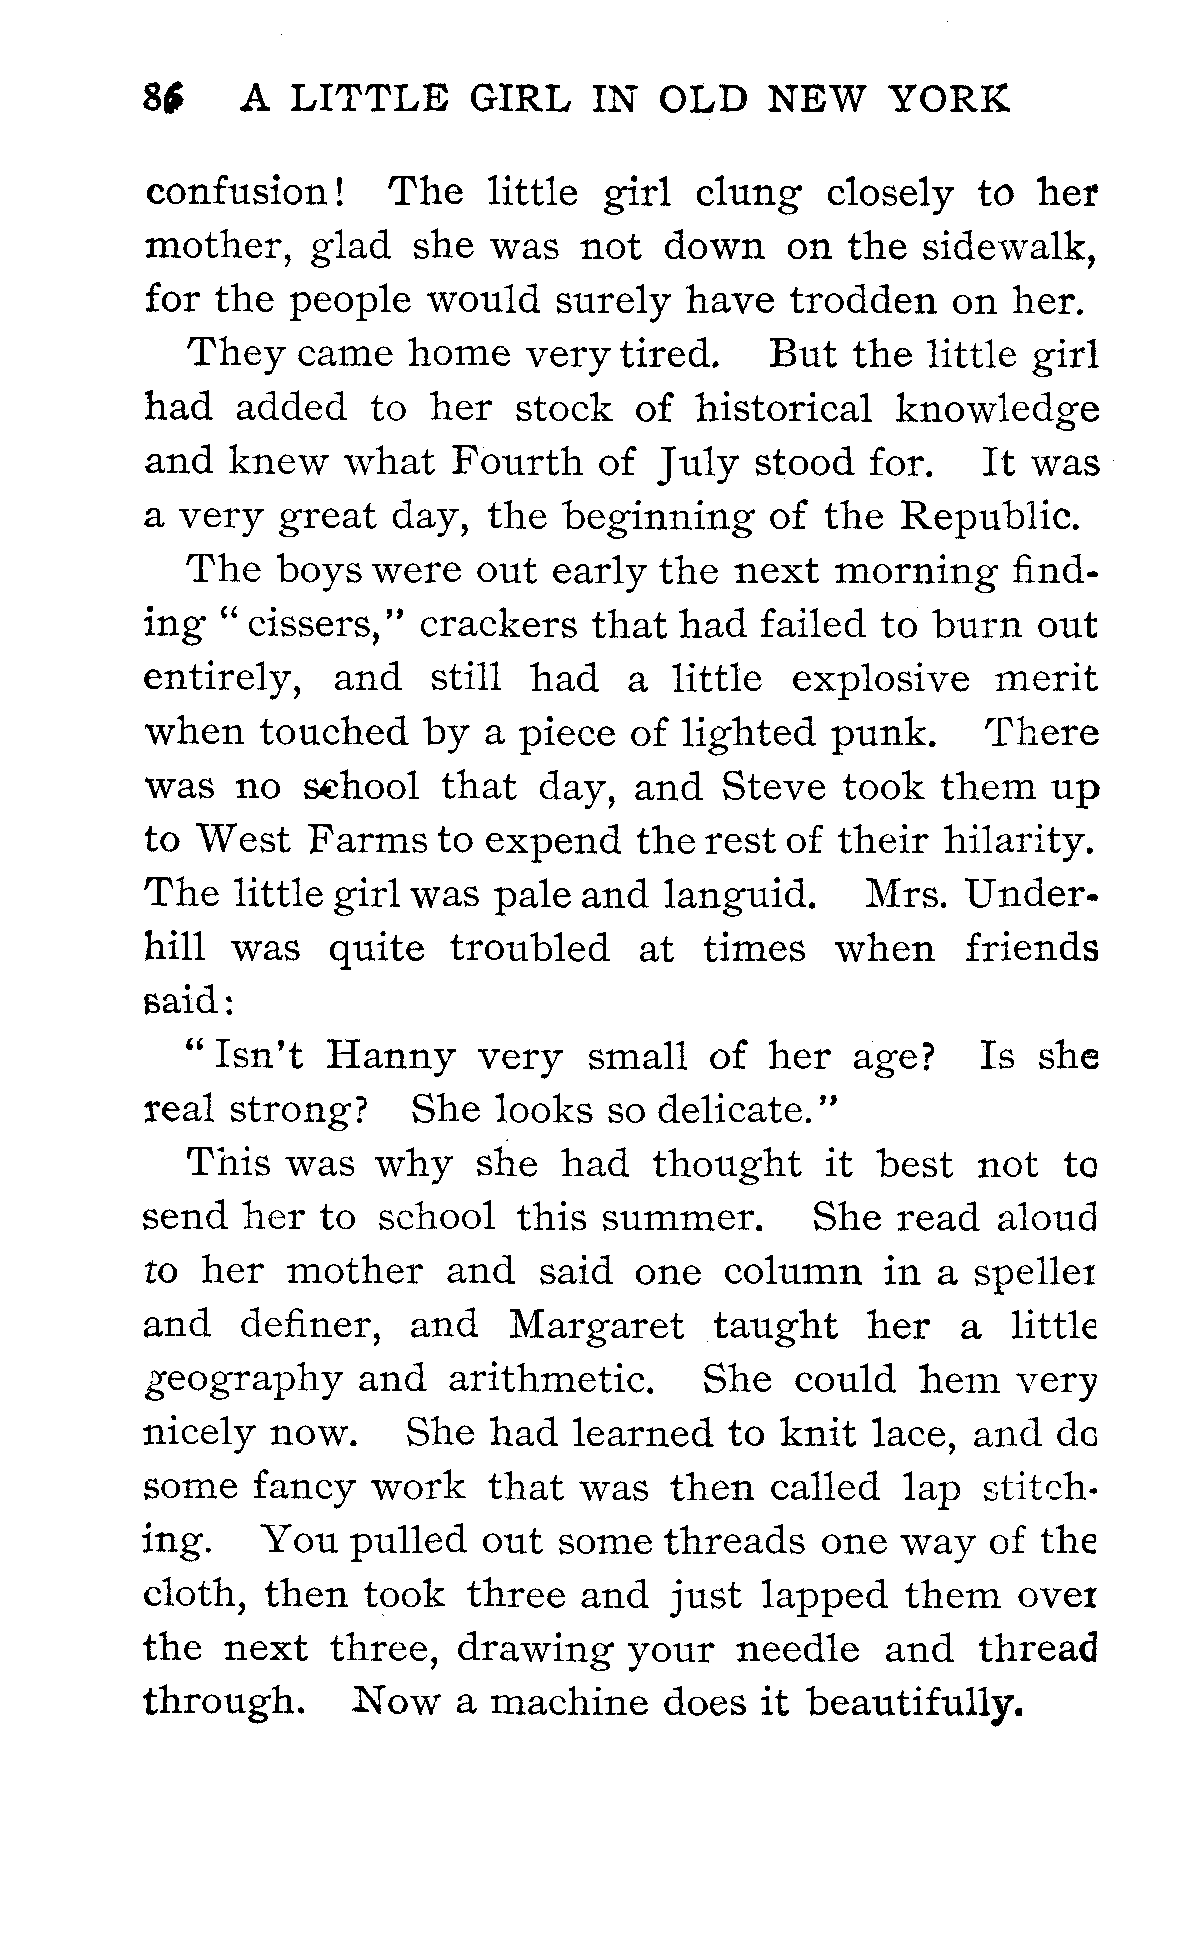 86 A LITTLE GIRL IN OLD NEW YORK
confusion! The little girl clung closely to her
mother, glad she was not down on the sidewalk,
for the people would surely have trodden on her.
They came home very tired. But the little girl
had added to her stock of historical knowledge
and knew what Fourth of July stood for. It was
a very great day, the beginning of the Republic.
The boys were out early the next morning find-
ing "cissers," crackers that had failed to burn out
entirely, and still had a little explosive merit
when touched by a piece of lighted punk. There
was no school that day, and Steve took them up
to West Farms to expend the rest of their hilarity.
The little girl was pale and languid. Mrs. Under-
hill was quite troubled at times when friends
said:
"Isn't Hanny very small of her age? Is she
real strong? She looks so delicate."
This was why she had thought it best not to
send her to school this summer. She read aloud
to her mother and said one column in a speller
and definer, and Margaret taught her a little
geography and arithmetic. She could hem very
nicely now. She had learned to knit lace, and do
some fancy work that was then called lap stitch-
ing. You pulled out some threads one way of the
cloth, then took three and just lapped them over
the next three, drawing your needle and thread
through. Now a machine does it beautifully.